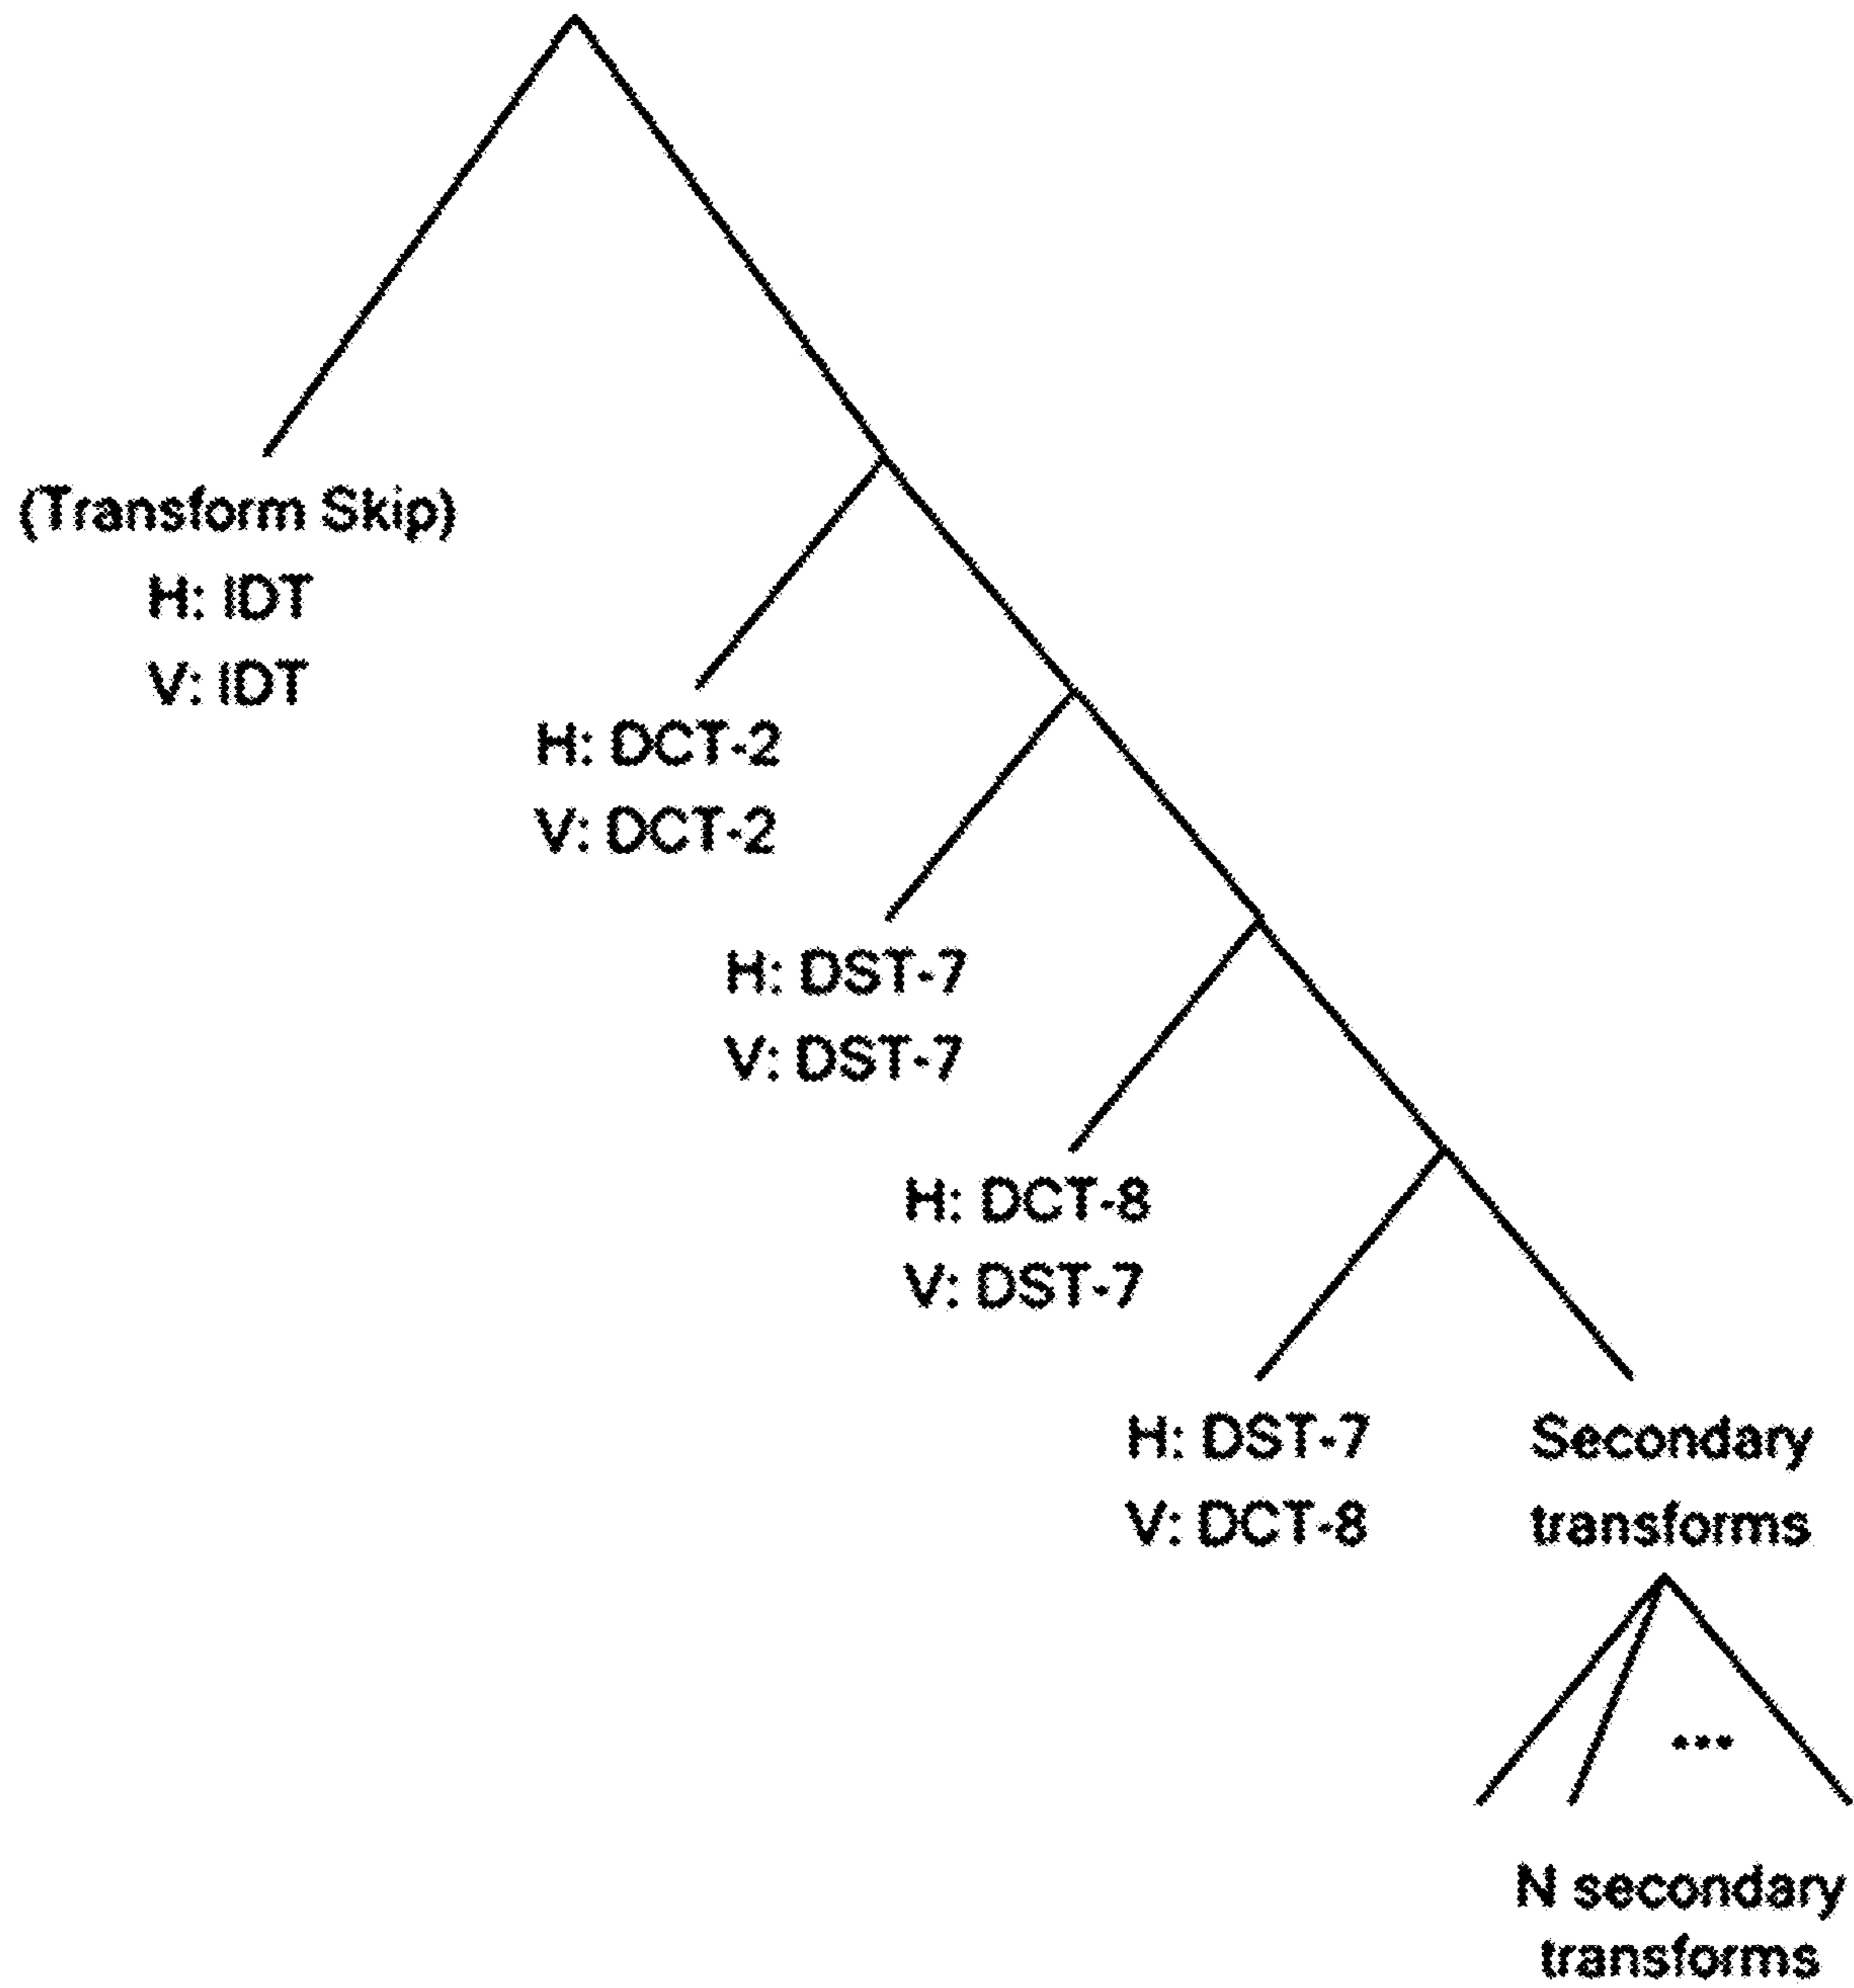 (Transform Skip)
H: IDT
V: IDT
H: DCT-2
V: DCT-2
H: DST-7
V: DST-7
H: DCT-8
V: DST-7
H: DST-7
V: DCT-8
Secondary
transforms
...
N secondary
transforms